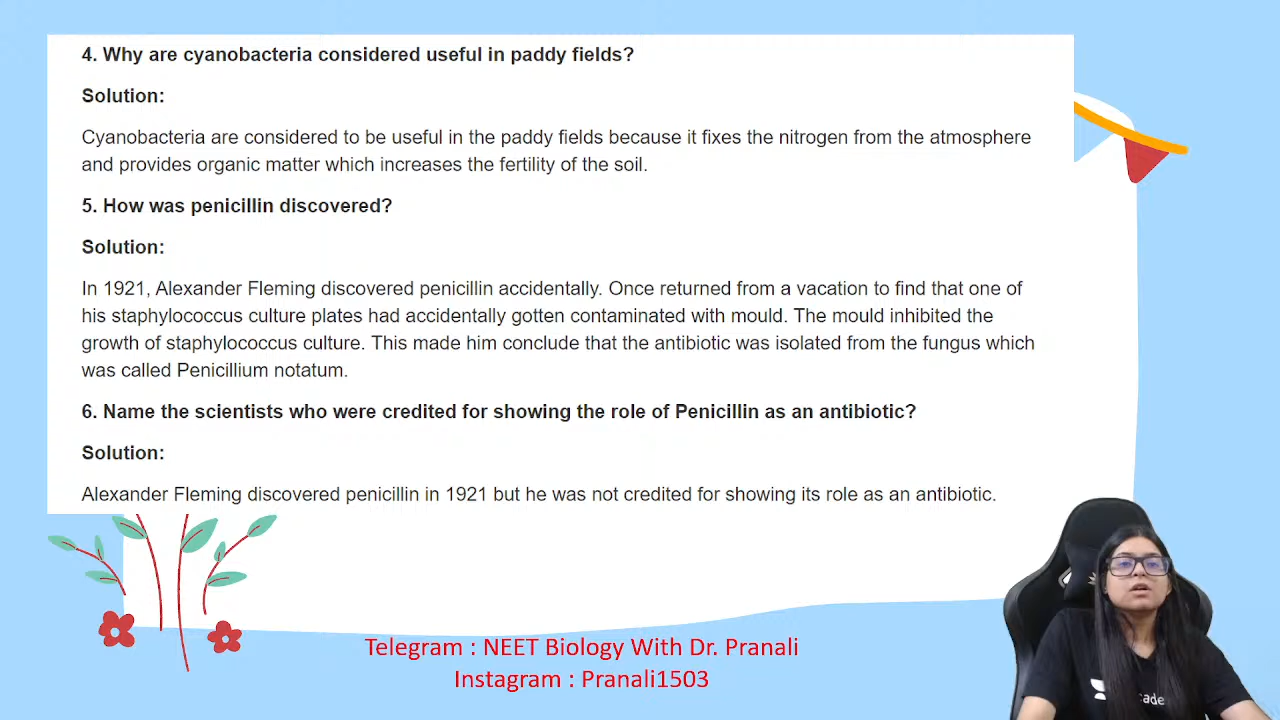 4. Why are cyanobacteria considered useful in paddy fields?
Solution:
Cyanobacteria are considered to be useful in the paddy fields because it fixes the nitrogen from the atmosphere
and provides organic matter which increases the fertility of the soil.
5. How was penicillin discovered?
Solution:
In 1921, Alexander Fleming discovered penicillin accidentally. Once returned from a vacation to find that one of
his staphylococcus culture plates had accidentally gotten contaminated with mould. The mould inhibited the
growth of staphylococcus culture. This made him conclude that the antibiotic was isolated from the fungus which
was called Penicillium notatum.
6. Name the scientists who were credited for showing the role of Penicillin as an antibiotic?
Solution:
Alexander Fleming discovered penicillin in 1921 but he was not credited for showing its role as an antibiotic.
Telegram : NEET Biology With Dr. Pranali
Instagram : Pranali1503